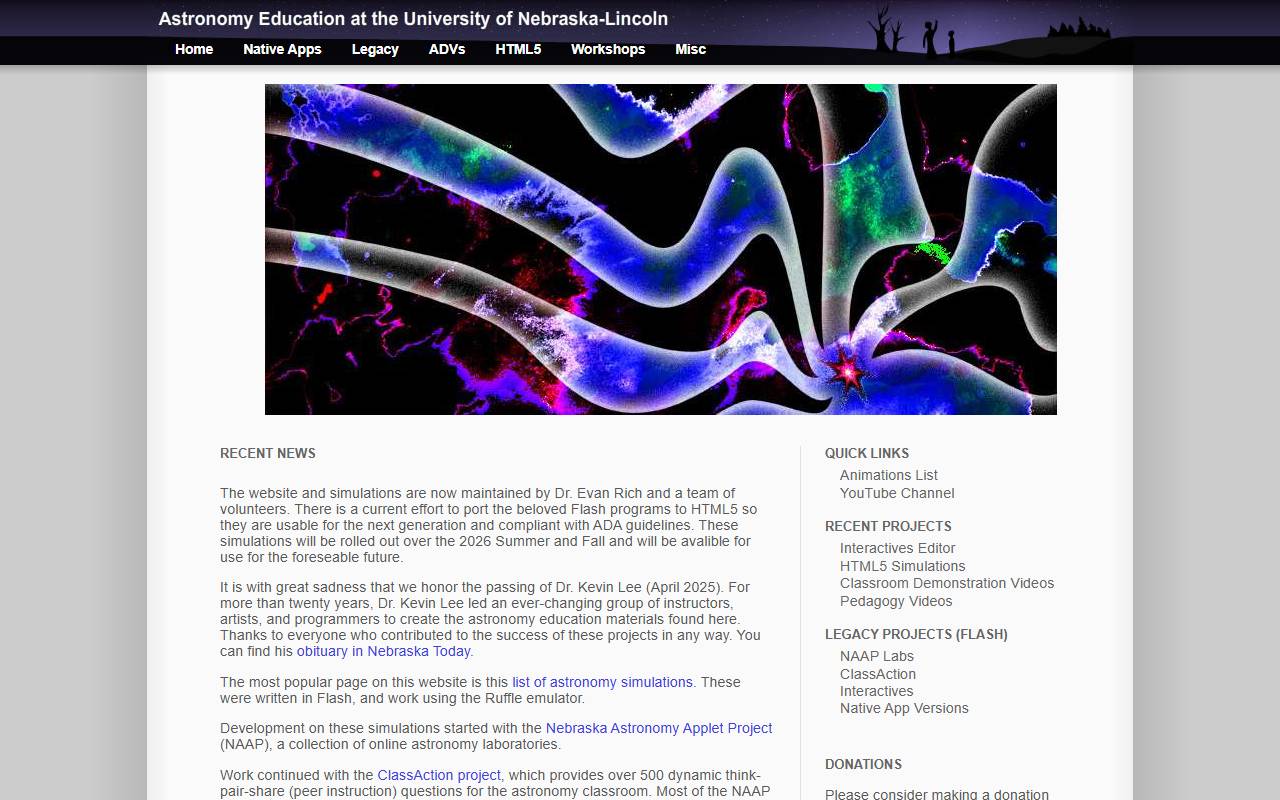 Astronomy Education at the University of Nebraska-Lincoln
Home Native Apps Legacy ADVs HTML5 Workshops Misc
RECENT NEWS
The website and simulations are now maintained by Dr. Evan Rich and a team of
volunteers. There is a current effort to port the beloved Flash programs to HTML5 so
they are usable for the next generation and compliant with ADA guidelines. These
simulations will be rolled out over the 2026 Summer and Fall and will be avalible for
use for the foreseable future.
It is with great sadness that we honor the passing of Dr. Kevin Lee (April 2025). For
more than twenty years, Dr. Kevin Lee led an ever-changing group of instructors,
artists, and programmers to create the astronomy education materials found here.
Thanks to everyone who contributed to the success of these projects in any way. You
can find his obituary in Nebraska Today.
The most popular page on this website is this list of astronomy simulations. These
were written in Flash, and work using the Ruffle emulator.
Development on these simulations started with the Nebraska Astronomy Applet Project
(NAAP), a collection of online astronomy laboratories.
Work continued with the ClassAction project, which provides over 500 dynamic think-
pair-share (peer instruction) questions for the astronomy classroom. Most of the NAAP
QUICK LINKS
Animations List
YouTube Channel
RECENT PROJECTS
Interactives Editor
HTML5 Simulations
Classroom Demonstration Videos
Pedagogy Videos
LEGACY PROJECTS (FLASH)
NAAP Labs
ClassAction
Interactives
Native App Versions
DONATIONS
Please consider making a donation